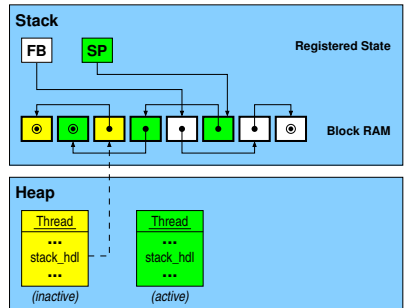 Stack
FB
SP
Registered State
Block RAM
Heap
Thread
...
stack_hdl
...
(inactive)
Thread
...
stack_hdl
...
(active)